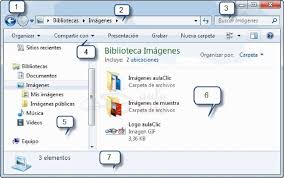 1
2
3
Bibliotecas ▸ Imágenes ▸
Buscar Imágenes
Organizar
Compartir con
Presentación
Grabar
Nueva carpeta
4
Sitios recientes
Bibliotecas
Documentos
Imágenes
Mis imágenes
Imágenes públicas
Música
Vídeos
5
Equipo
Biblioteca Imágenes
Incluye: 2 ubicaciones
Organizar por: Carpeta
Imágenes aulaClic
Carpeta de archivos
Imágenes de muestra
Carpeta de archivos
6
Logo aulaClic
Imagen GIF
3,36 KB
3 elementos
7